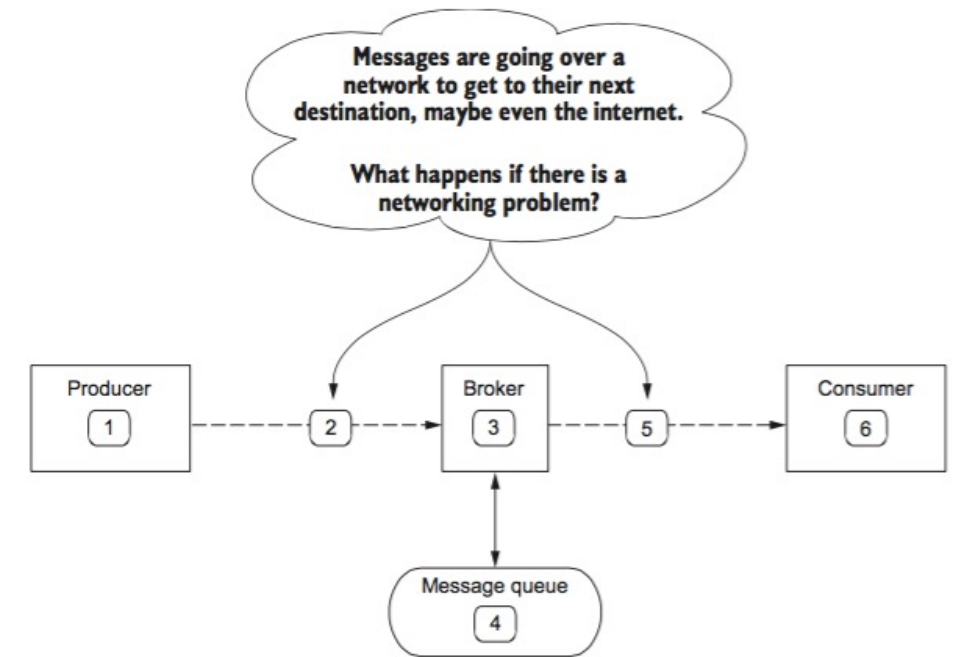 Messages are going over a
network to get to their next
destination, maybe even the internet.
What happens if there is a
networking problem?
Producer
1
2
Broker
3
5
Consumer
6
Message queue
4